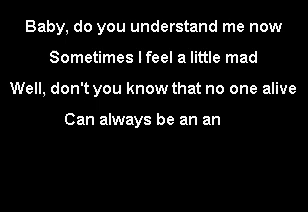 Baby, do you understand me now
Sometimes I feel a little mad
Well, don't you know that no one alive
Can always be an an